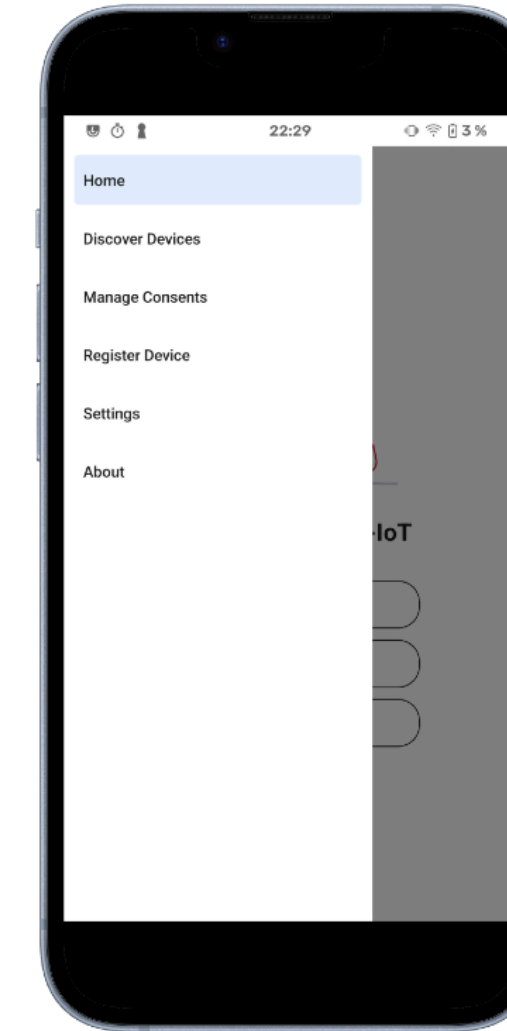 22:29
3 %
Home
Discover Devices
Manage Consents
Register Device
Settings
About
-IoT